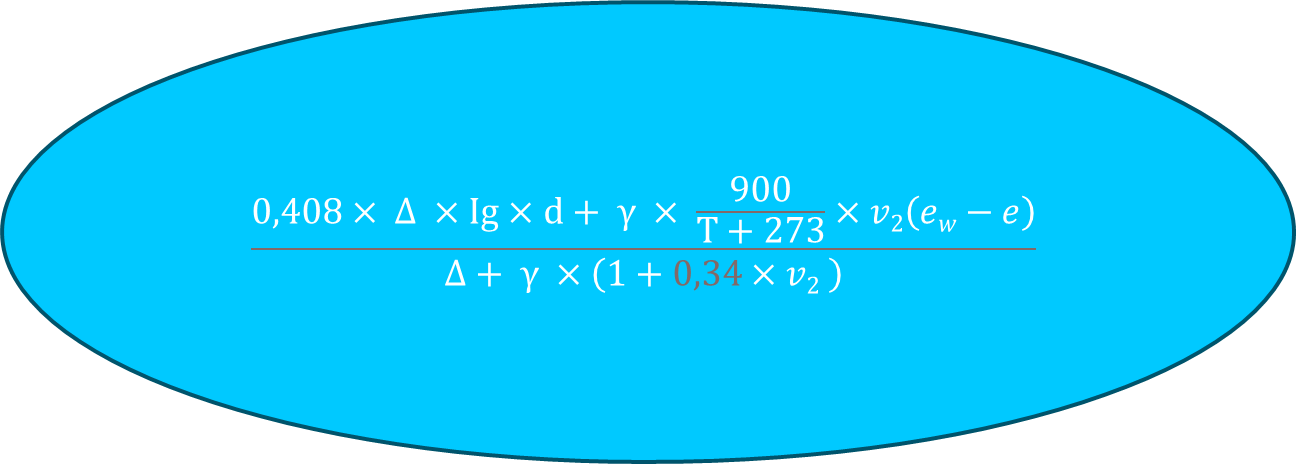 0,408 × Δ × Ig × d + γ × 900 / T + 273 × v₂(e_w − e)
Δ + γ × (1 + 0,34 × v₂ )